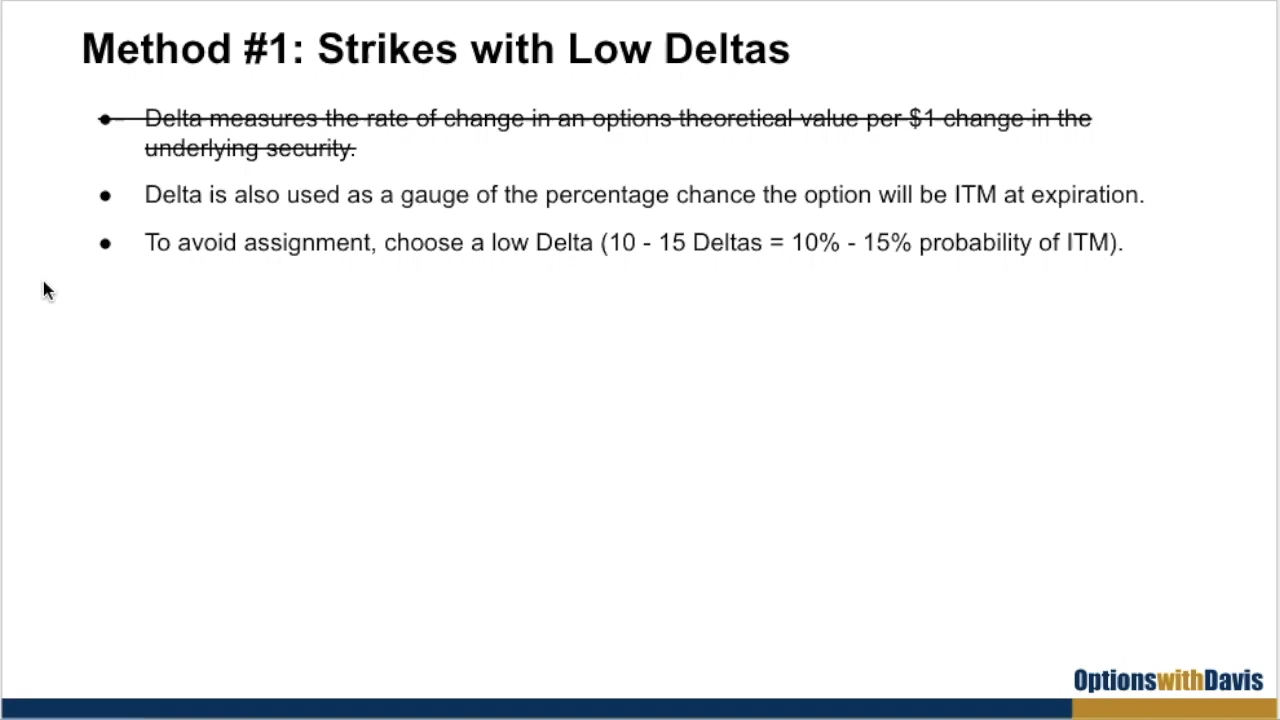 Method #1: Strikes with Low Deltas
● Delta measures the rate of change in an options theoretical value per $1 change in the
underlying security.
● Delta is also used as a gauge of the percentage chance the option will be ITM at expiration.
● To avoid assignment, choose a low Delta (10 - 15 Deltas = 10% - 15% probability of ITM).
OptionswithDavis